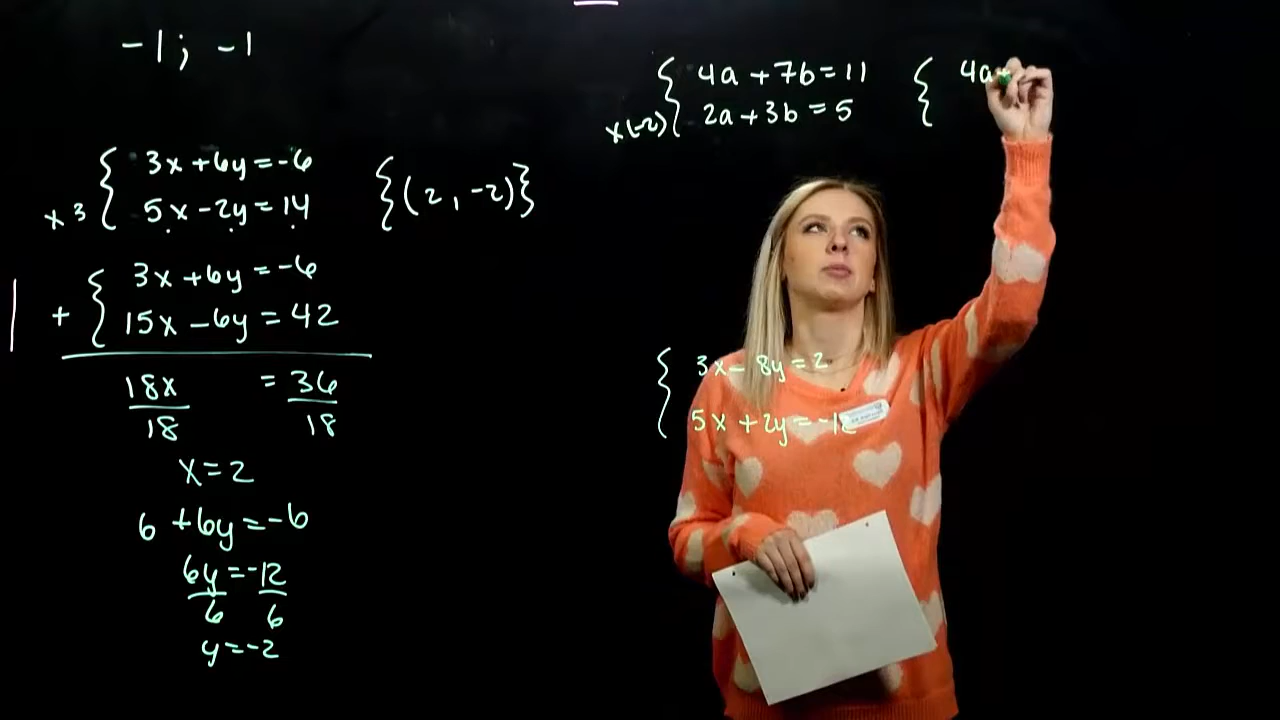 -1; -1
3x + 6y = -6
x 3 5x - 2y = 14
{(2, -2)}
3x + 6y = -6
+ 15x - 6y = 42
18x = 36
18 18
x = 2
6 + 6y = -6
6y = -12
6 6
y = -2
4a + 7b = 11
x(-2) 2a + 3b = 5
4a+
3x - 8y = 2
5x + 2y = -12